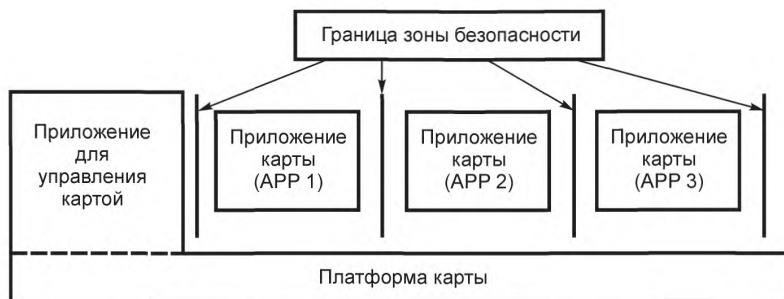 Граница зоны безопасности
Приложение
для
управления
картой
Приложение
карты
(APP 1)
Приложение
карты
(APP 2)
Приложение
карты
(APP 3)
Платформа карты